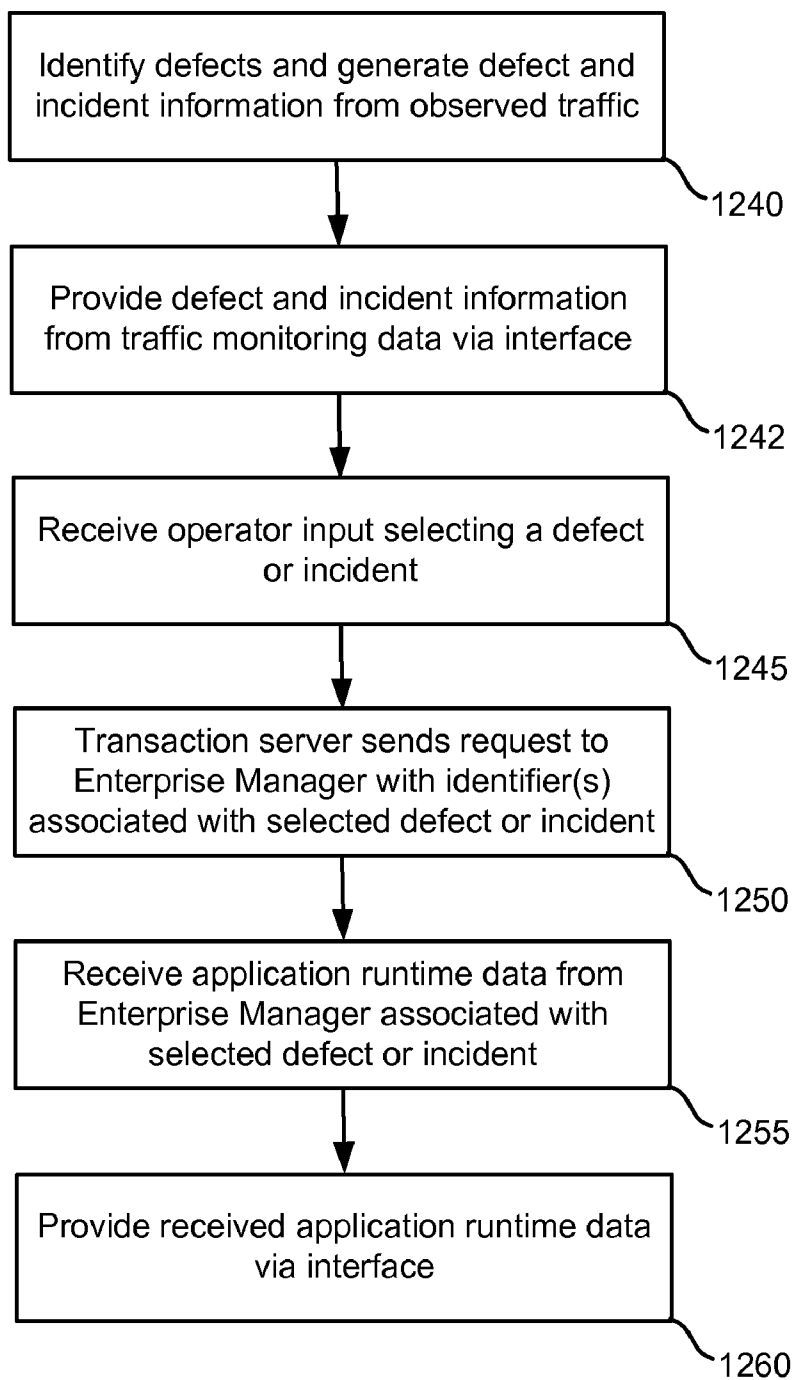 Identify defects and generate defect and
incident information from observed traffic
1240
Provide defect and incident information
from traffic monitoring data via interface
1242
Receive operator input selecting a defect
or incident
1245
Transaction server sends request to
Enterprise Manager with identifier(s)
associated with selected defect or incident
1250
Receive application runtime data from
Enterprise Manager associated with
selected defect or incident
1255
Provide received application runtime data
via interface
1260